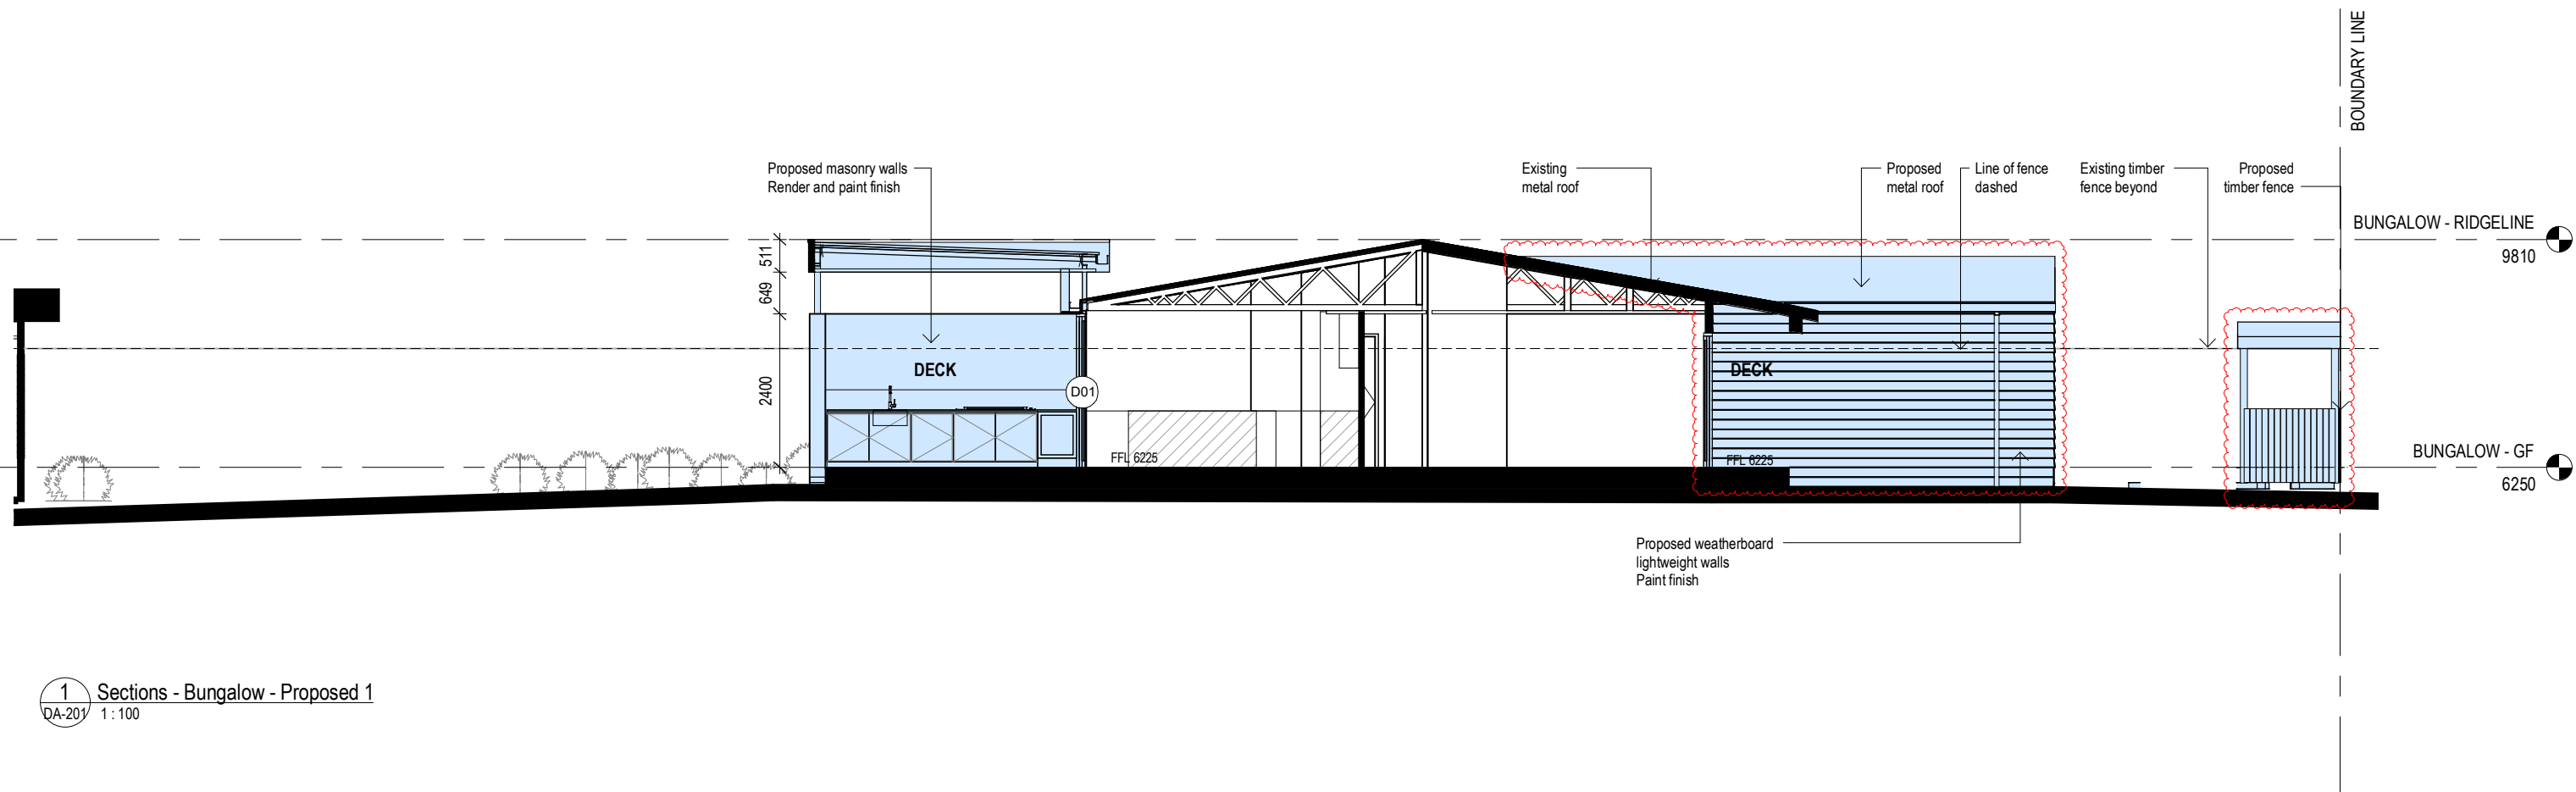 BOUNDARY LINE
Proposed masonry walls
Render and paint finish
Existing
metal roof
Proposed
metal roof
Line of fence
dashed
Existing timber
fence beyond
Proposed
timber fence
BUNGALOW - RIDGELINE
9810
511
649
2400
DECK
D01
DECK
FFL 6225
FFL 6225
BUNGALOW - GF
6250
Proposed weatherboard
lightweight walls
Paint finish
1
DA-201
Sections - Bungalow - Proposed 1
1 : 100